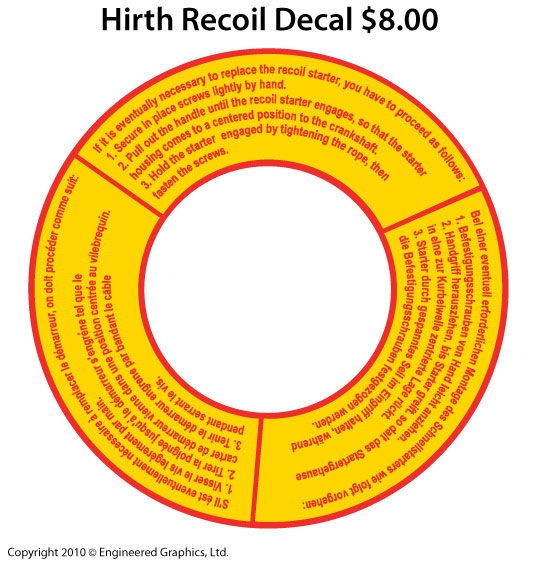 Hirth Recoil Decal $8.00
If it is eventually necessary to replace the recoil starter, you have to proceed as follows:
1. Secure in place screws lightly by hand.
2. Pull out the handle until the recoil starter engages, so that the starter
housing comes to a centered position to the crankshaft
3. Hold the starter engaged by tightening the rope, then
fasten the screws.
Bei einer eventuell erforderlichen Montage des Schnellstarters wie folgt vorgehen:
1. Befestigungsschrauben von Hand leicht anziehen.
2. Handgriff herausziehen, bis Starter greift, so dait das Startergehause
in eine zur Kurbelwelle zentrierte Lage rückt.
3. Starter durch gespanntes Seil im Eingriff halten, während
die Befestigungsschrauben festgezogen werden.
S'il ést eventuellement nécessaire à remplacer le démarreur, on doit procéder comme suit:
1. Visser le vis legérement par main.
2. Tirer la poignée jusqu'à le démarreur s'engrène tel que le
carter de démarreur vienne dans une position centrée au vilebrequin.
3. Tenir le démarreur engrene par bandant le câble
pendant serrant le vis.
Copyright 2010 © Engineered Graphics, Ltd.